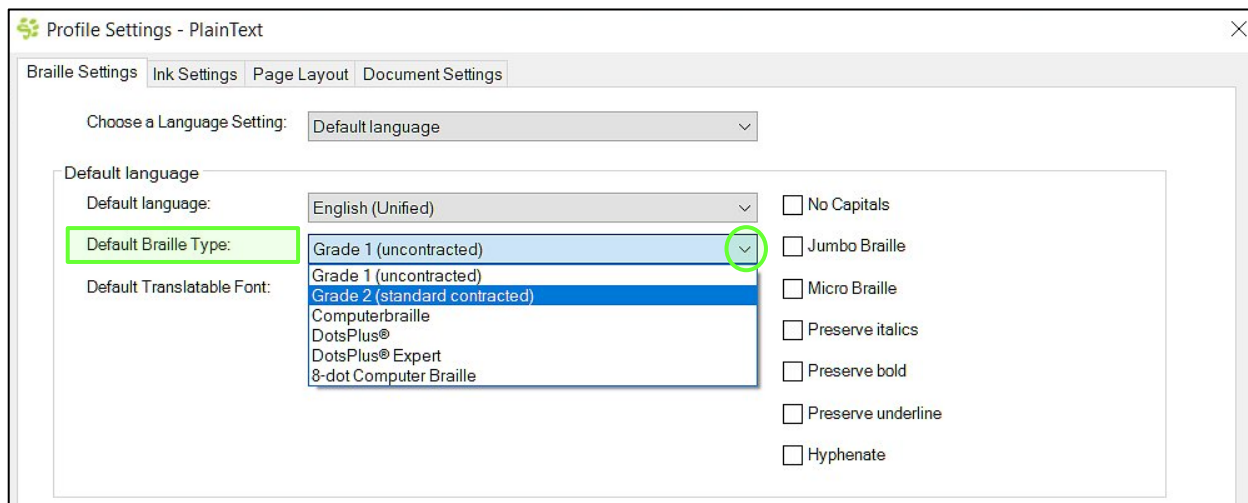 Profile Settings - PlainText
Braille Settings Ink Settings Page Layout Document Settings
Choose a Language Setting: Default language
Default language
Default language: English (Unified) No Capitals
Default Braille Type: Grade 1 (uncontracted) Jumbo Braille
Default Translatable Font: Grade 1 (uncontracted)
Grade 2 (standard contracted) Micro Braille
Computerbraille
DotsPlus® Preserve italics
DotsPlus® Expert
8-dot Computer Braille Preserve bold
Preserve underline
Hyphenate